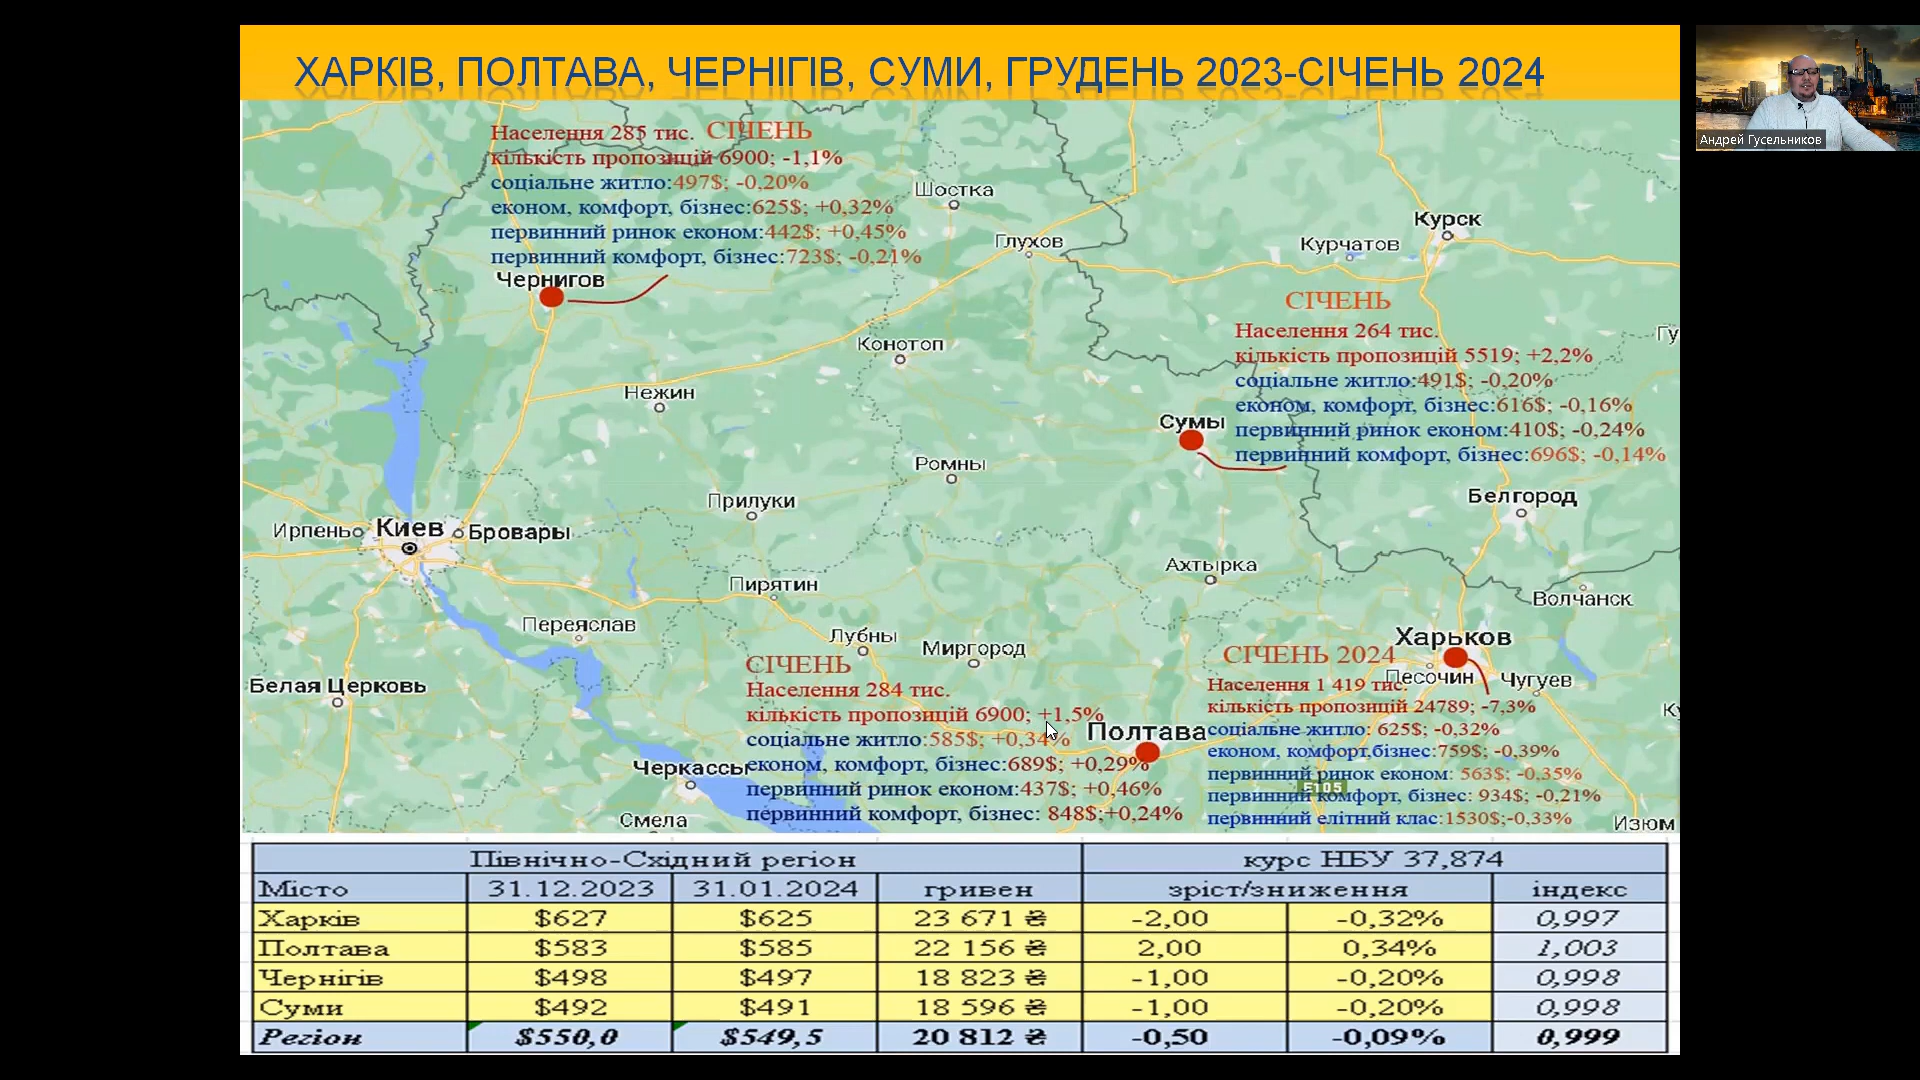 ХАРКІВ, ПОЛТАВА, ЧЕРНІГІВ, СУМИ, ГРУДЕНЬ 2023-СІЧЕНЬ 2024
Андрей Гусельников
Населення 285 тис. СІЧЕНЬ
кількість пропозицій 6900; -1,1%
соціальне житло:497$; -0,20%
економ, комфорт, бізнес:625$; +0,32%
первинний ринок економ:442$; +0,45%
первинний комфорт, бізнес:723$; -0,21%
Чернигов
Шостка
Глухов
Курчатов
Курск
СІЧЕНЬ
Населення 264 тис.
кількість пропозицій 5519; +2,2%
соціальне житло:491$; -0,20%
економ, комфорт, бізнес:616$; -0,16%
первинний ринок економ:410$; -0,24%
первинний комфорт, бізнес:696$; -0,14%
Гу
Конотоп
Нежин
Сумы
Ромны
Прилуки
Белгород
Ирпень
Киев
Бровары
Ахтырка
Пирятин
Волчанск
Переяслав
Лубны
Миргород
Харьков
Песочин
Чугуев
Белая Церковь
Ку
СІЧЕНЬ
Населення 284 тис.
кількість пропозицій 6900; +1,5%
соціальне житло:585$; +0,34%
економ, комфорт, бізнес:689$; +0,29%
первинний ринок економ:437$; +0,46%
первинний комфорт, бізнес: 848$;+0,24%
Полтава
Черкассы
Смела
СІЧЕНЬ 2024
Населення 1 419 тис.
кількість пропозицій 24789; -7,3%
соціальне житло: 625$; -0,32%
економ, комфорт,бізнес:759$; -0,39%
первинний ринок економ: 563$; -0,35%
первинний комфорт, бізнес: 934$; -0,21%
первинний елітний клас:1530$;-0,33%
E105
Изюм
Північно-Східний регіон курс НБУ 37,874
Місто 31.12.2023 31.01.2024 гривен зріст/зниження індекс
Харків $627 $625 23 671 ₴ -2,00 -0,32% 0,997
Полтава $583 $585 22 156 ₴ 2,00 0,34% 1,003
Чернігів $498 $497 18 823 ₴ -1,00 -0,20% 0,998
Суми $492 $491 18 596 ₴ -1,00 -0,20% 0,998
Регіон $550,0 $549,5 20 812 ₴ -0,50 -0,09% 0,999